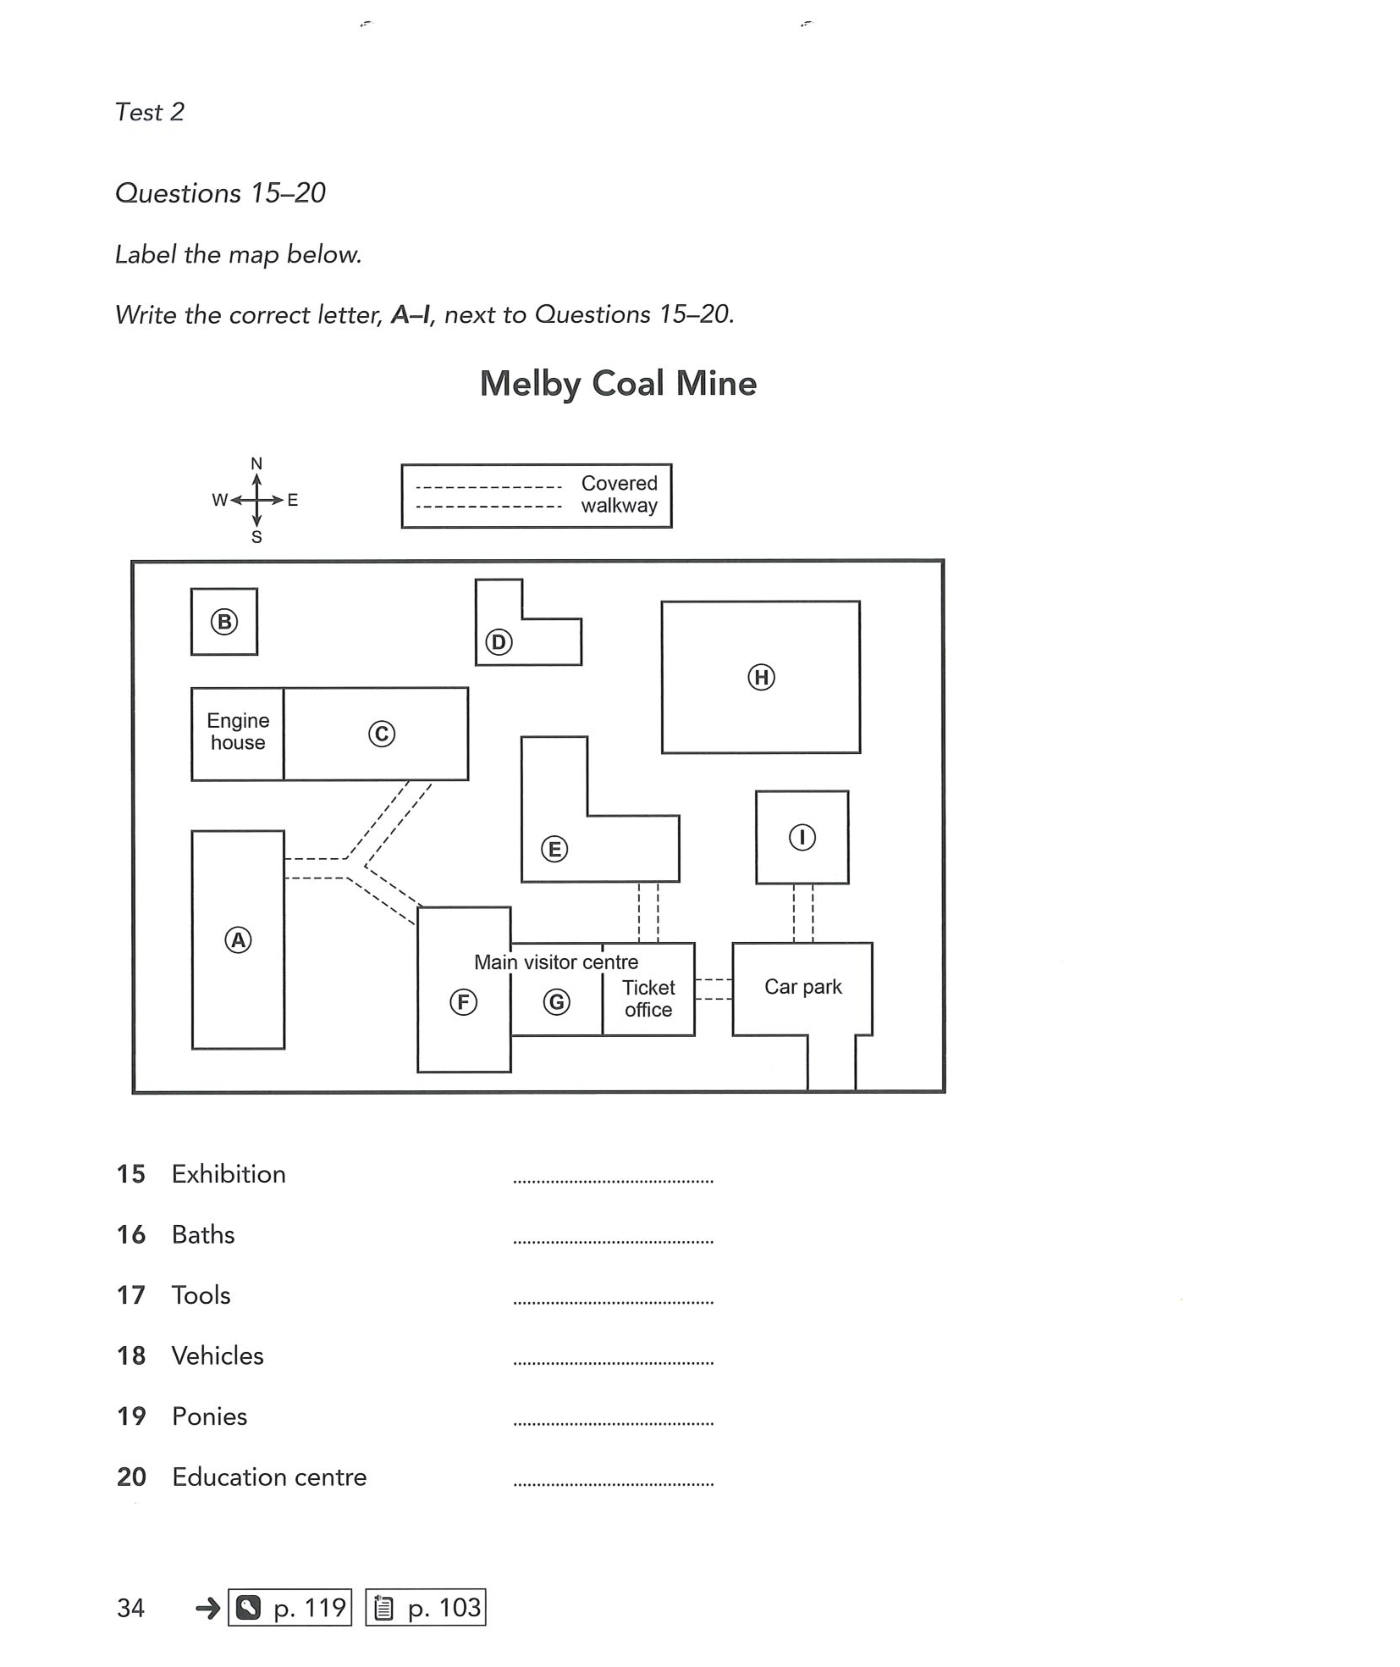 Test 2
Questions 15–20
Label the map below.
Write the correct letter, A–I, next to Questions 15–20.
Melby Coal Mine
N
W E
S
Covered
walkway
B
D
H
Engine
house
C
E
I
A
Main visitor centre
F
G
Ticket
office
Car park
15 Exhibition ........................................
16 Baths ........................................
17 Tools ........................................
18 Vehicles ........................................
19 Ponies ........................................
20 Education centre ........................................
34 → p. 119 p. 103